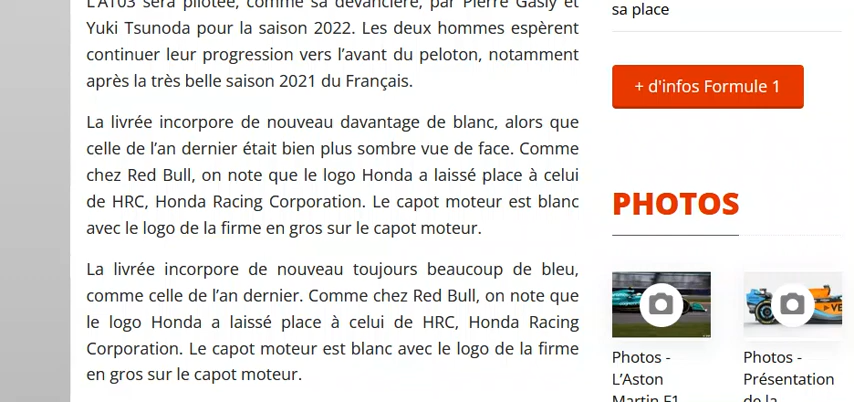 L'AT03 sera pilotée, comme sa devancière, par Pierre Gasly et
Yuki Tsunoda pour la saison 2022. Les deux hommes espèrent
continuer leur progression vers l'avant du peloton, notamment
après la très belle saison 2021 du Français.
La livrée incorpore de nouveau davantage de blanc, alors que
celle de l'an dernier était bien plus sombre vue de face. Comme
chez Red Bull, on note que le logo Honda a laissé place à celui
de HRC, Honda Racing Corporation. Le capot moteur est blanc
avec le logo de la firme en gros sur le capot moteur.
La livrée incorpore de nouveau toujours beaucoup de bleu,
comme celle de l'an dernier. Comme chez Red Bull, on note que
le logo Honda a laissé place à celui de HRC, Honda Racing
Corporation. Le capot moteur est blanc avec le logo de la firme
en gros sur le capot moteur.
sa place
+ d'infos Formule 1
PHOTOS
Photos -
L'Aston
Martin F1
Photos -
Présentation
de la